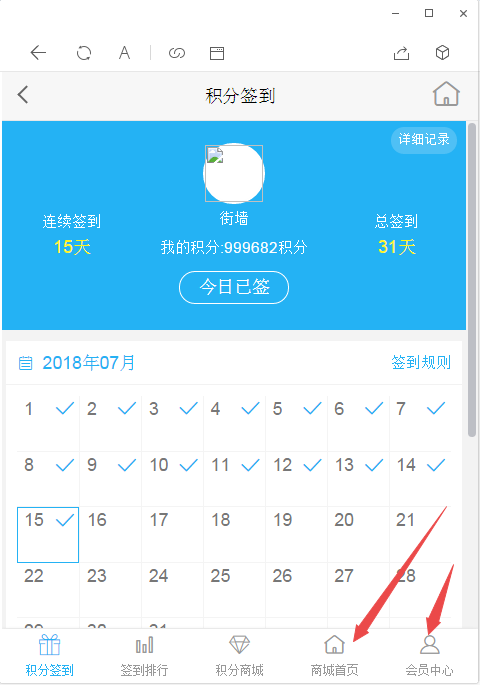 A
积分签到
详细记录
街墙
连续签到
15天
总签到
31天
我的积分:999682积分
今日已签
2018年07月
签到规则
1 2 3 4 5 6 7
8 9 10 11 12 13 14
15 16 17 18 19 20 21
22 23 24 25 26 27 28
29 30 31
积分签到 签到排行 积分商城 商城首页 会员中心